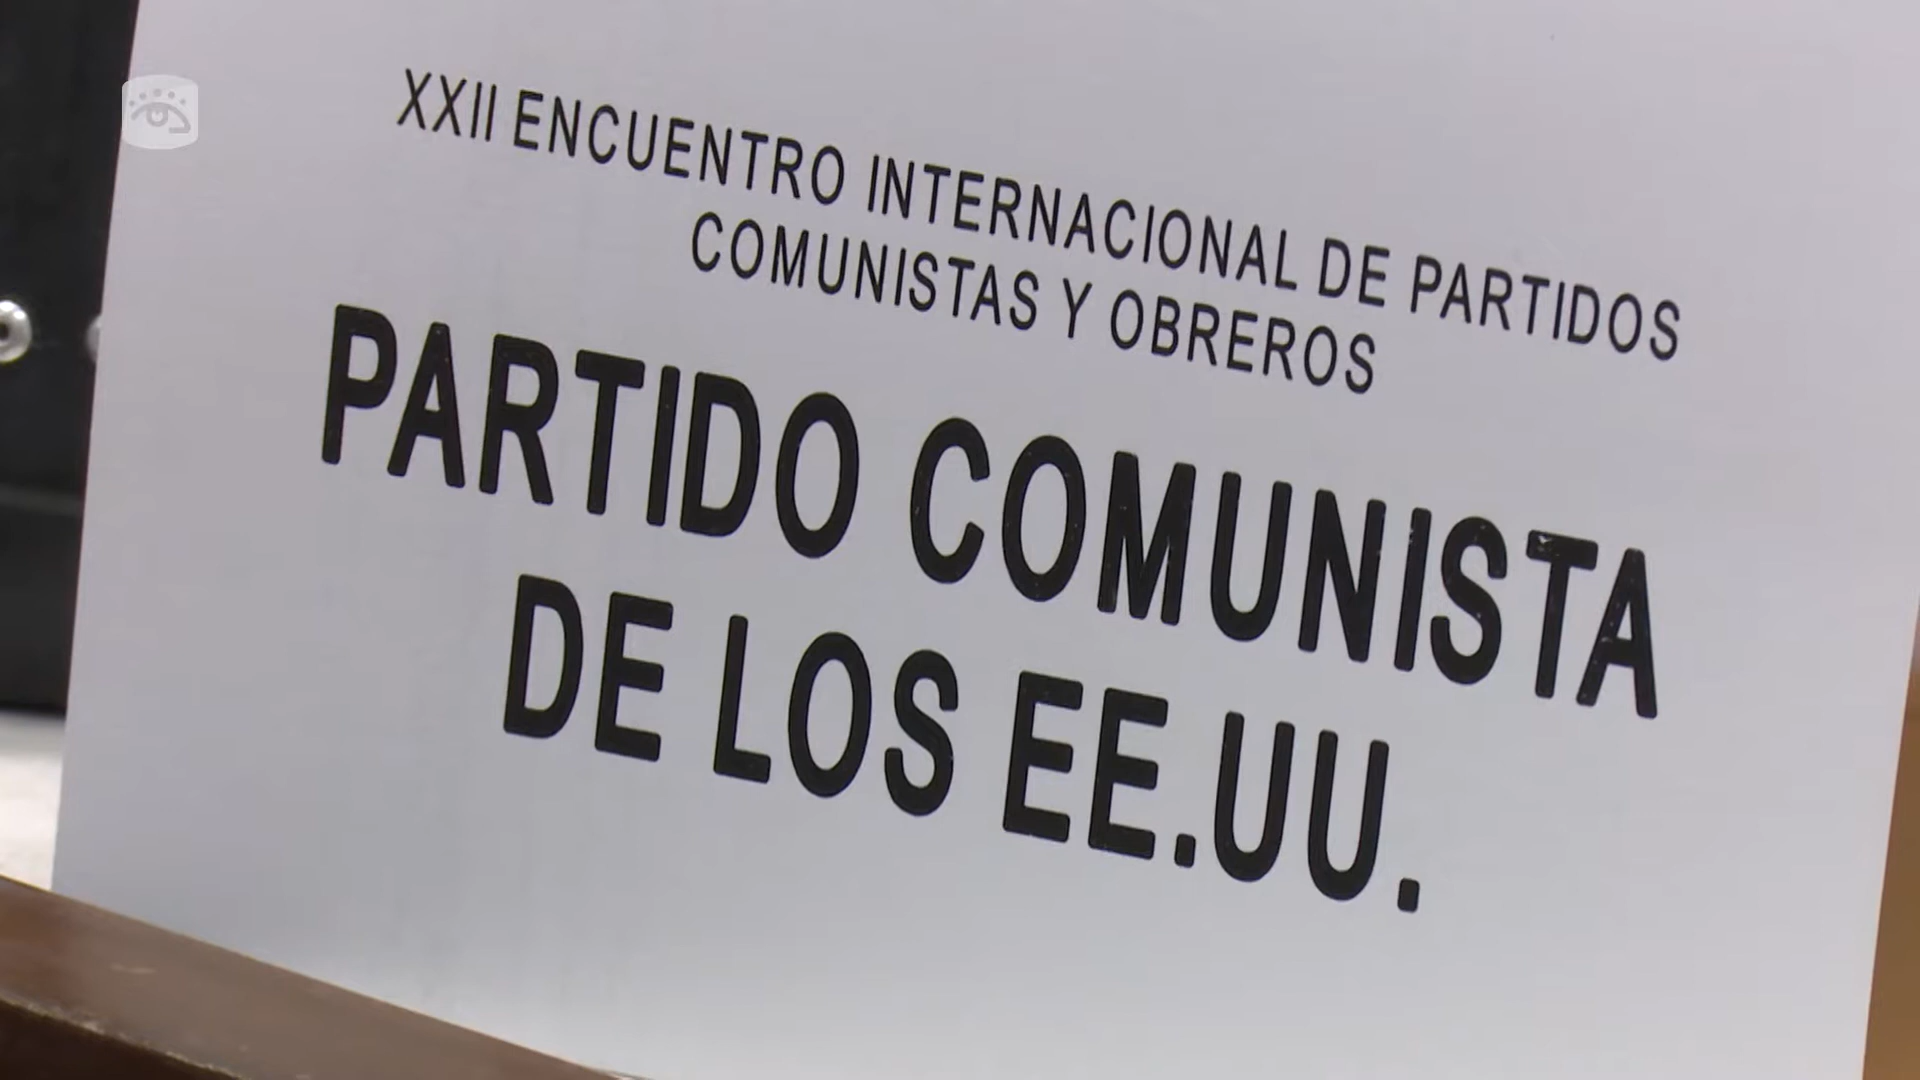 XXII ENCUENTRO INTERNACIONAL DE PARTIDOS
COMUNISTAS Y OBREROS
PARTIDO COMUNISTA
DE LOS EE.UU.